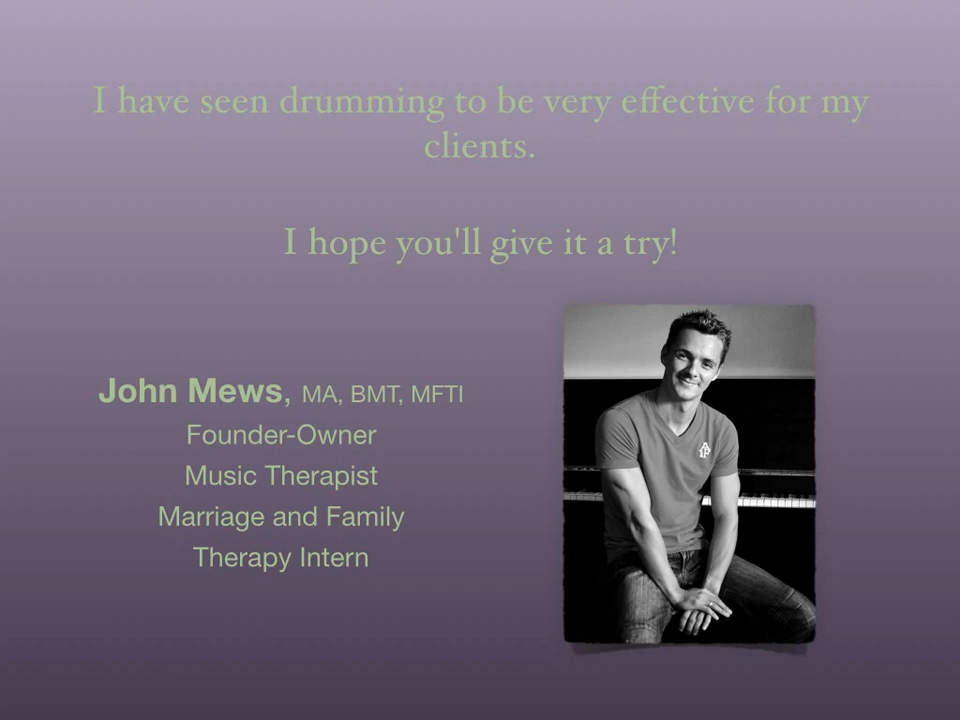 I have seen drumming to be very effective for my
clients.
I hope you'll give it a try!
John Mews, MA, BMT, MFTI
Founder-Owner
Music Therapist
Marriage and Family
Therapy Intern